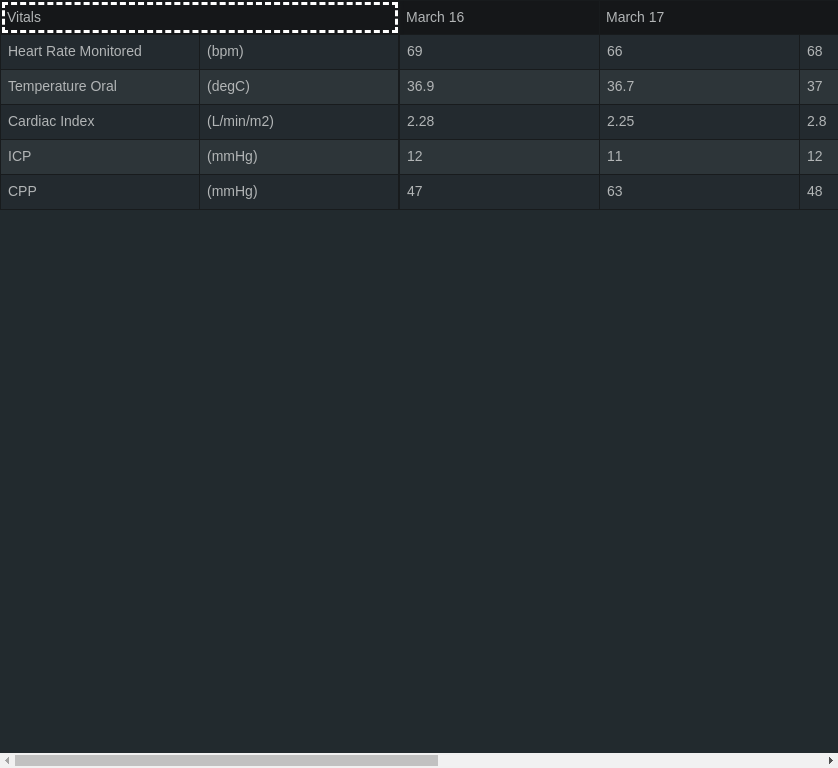 Vitals March 16 March 17
Heart Rate Monitored (bpm) 69 66 68
Temperature Oral (degC) 36.9 36.7 37
Cardiac Index (L/min/m2) 2.28 2.25 2.8
ICP (mmHg) 12 11 12
CPP (mmHg) 47 63 48